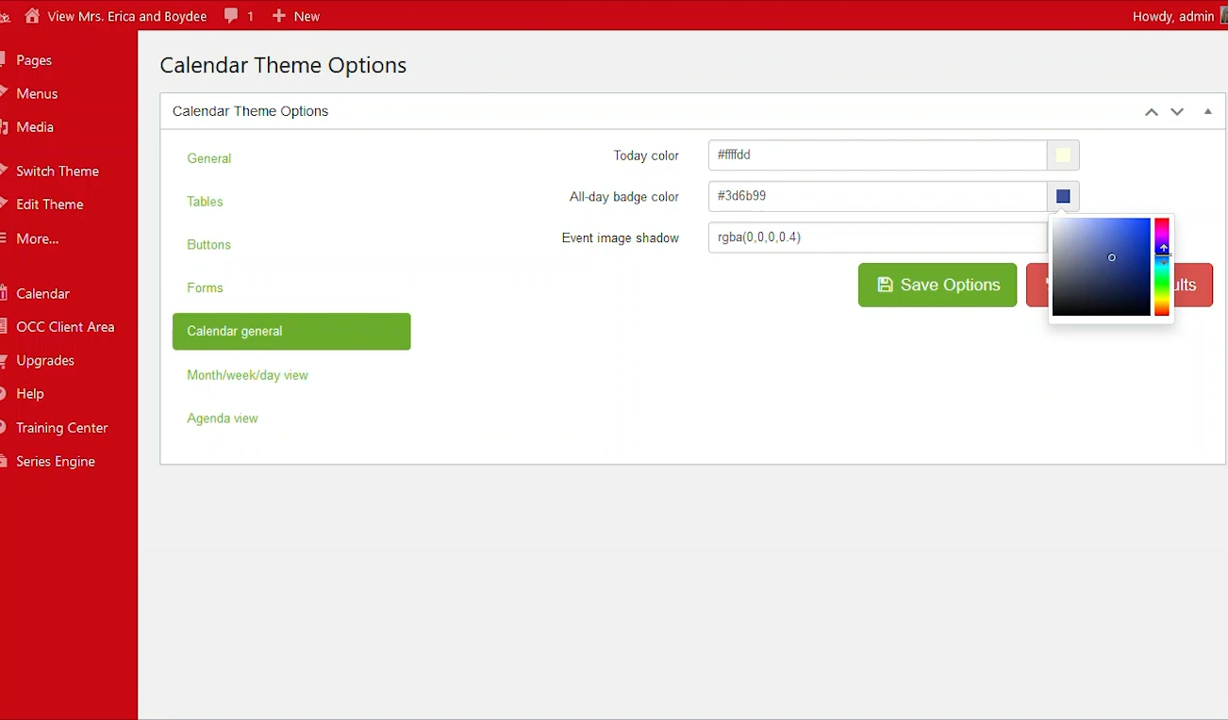 View Mrs. Erica and Boydee 1 New Howdy, admin
Pages
Menus
Media
Switch Theme
Edit Theme
More...
Calendar
OCC Client Area
Upgrades
Help
Training Center
Series Engine
Calendar Theme Options
Calendar Theme Options
General
Tables
Buttons
Forms
Calendar general
Month/week/day view
Agenda view
Today color #ffffdd
All-day badge color #3d6b99
Event image shadow rgba(0,0,0,0.4)
Save Options